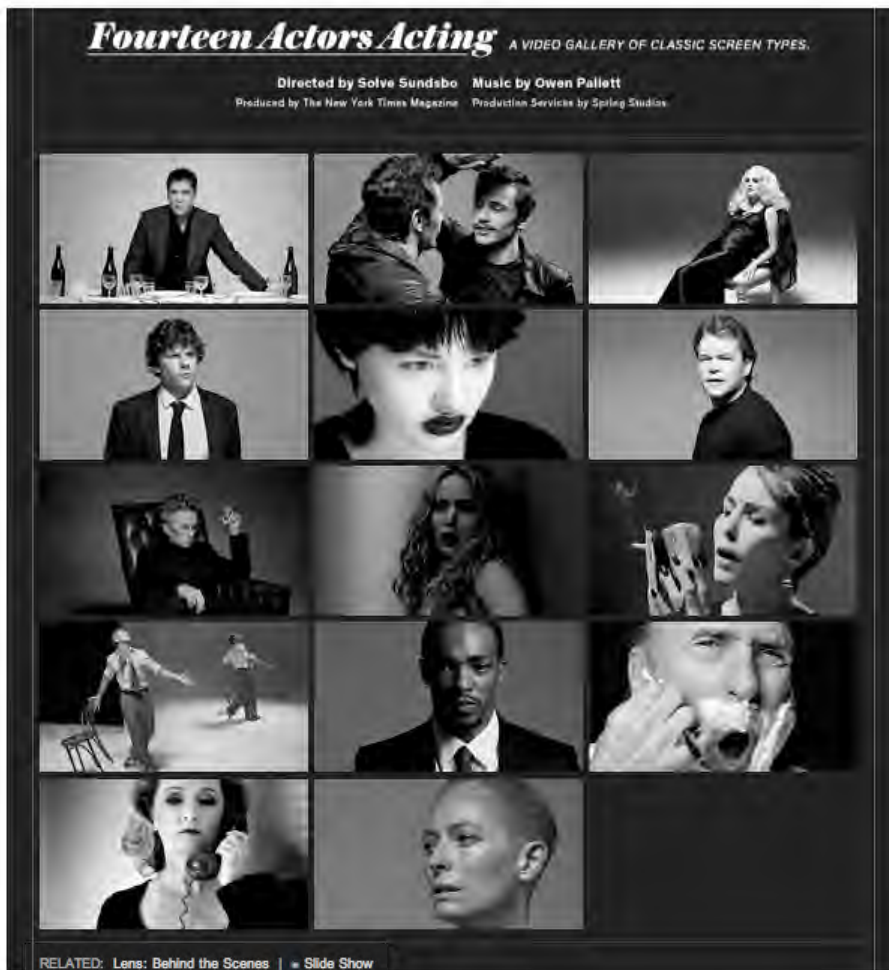 Fourteen Actors Acting A VIDEO GALLERY OF CLASSIC SCREEN TYPES.
Directed by Solve Sundsbo Music by Owen Pallett
Produced by The New York Times Magazine Production Services by Spring Studios
RELATED: Lens: Behind the Scenes | Slide Show